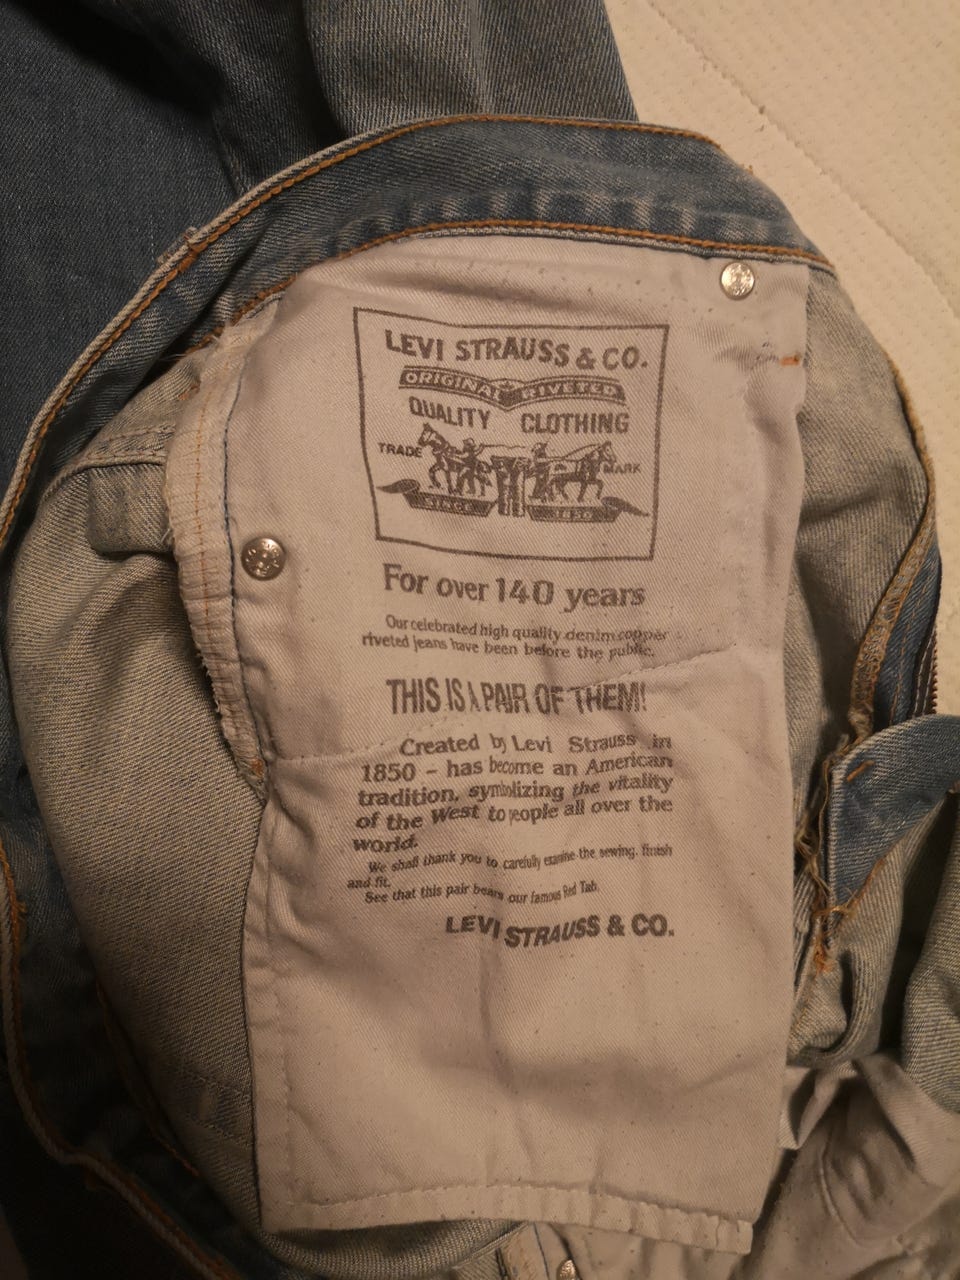 LEVI STRAUSS & CO.
ORIGINAL RIVETED
QUALITY CLOTHING
TRADE MARK
SINCE 1850
For over 140 years
Our celebrated high quality denim copper
riveted jeans have been before the public.
THIS IS A PAIR OF THEM!
Created by Levi Strauss in
1850 – has become an American
tradition, symbolizing the vitality
of the West to people all over the
world.
We shall thank you to carefully examine the sewing, finish
and fit.
See that this pair bears our famous Red Tab.
LEVI STRAUSS & CO.